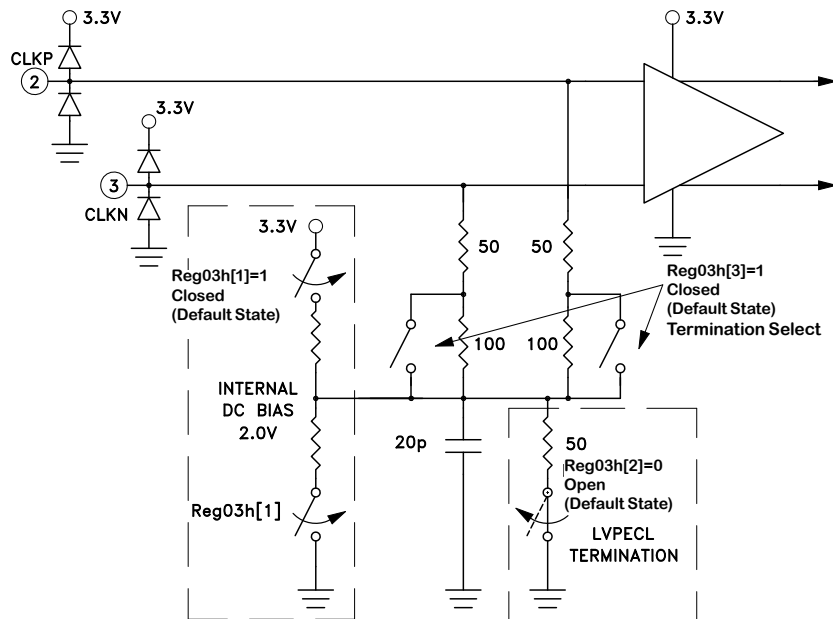 3.3V
3.3V
CLKP
2
3.3V
3
CLKN
3.3V
50
50
Reg03h[1]=1
Closed
(Default State)
Reg03h[3]=1
Closed
(Default State)
Termination Select
100
100
INTERNAL
DC BIAS
2.0V
20p
50
Reg03h[2]=0
Open
(Default State)
Reg03h[1]
LVPECL
TERMINATION